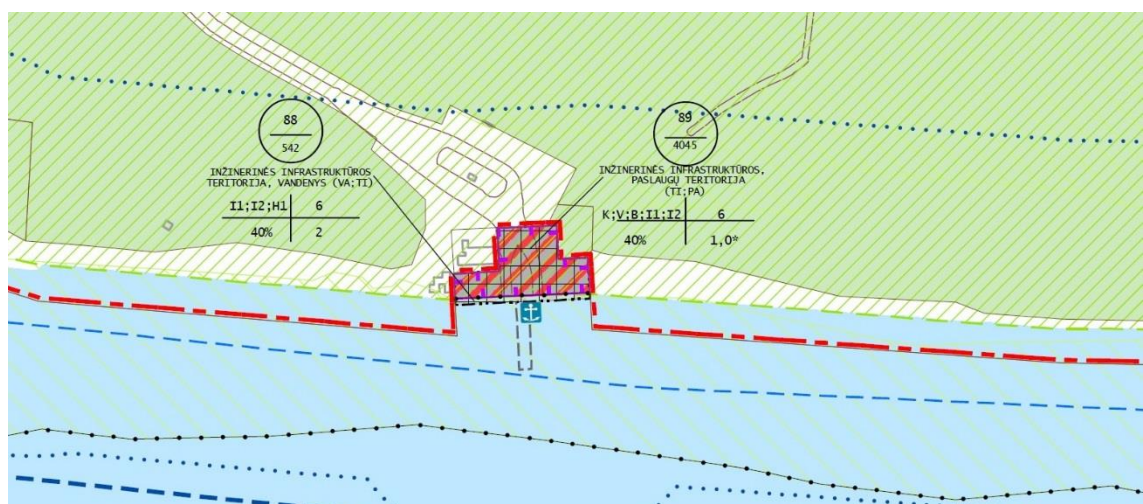 88
542
INŽINERINĖS INFRASTRUKTŪROS
TERITORIJA, VANDENYS (VA;TI)
I1;I2;H1 6
40% 2
89
4045
INŽINERINĖS INFRASTRUKTŪROS,
PASLAUGŲ TERITORIJA
(TI;PA)
K;V;B;I1;I2 6
40% 1,0*